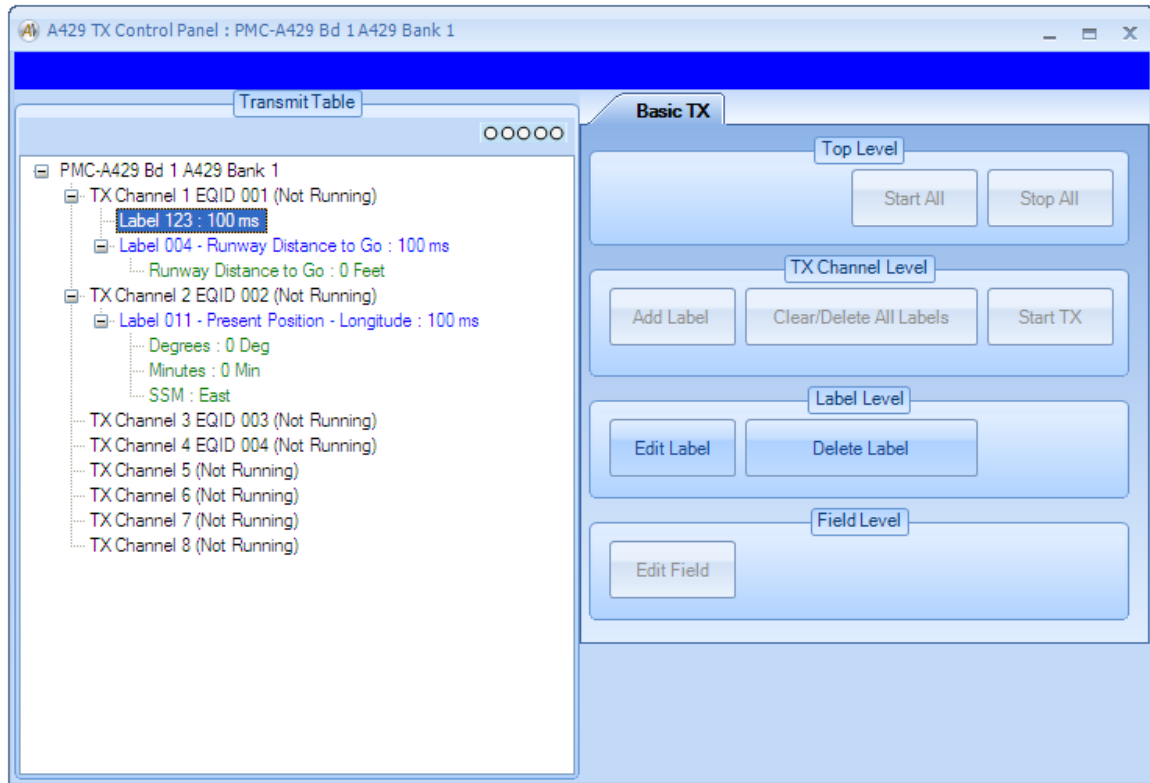 A429 TX Control Panel : PMC-A429 Bd 1 A429 Bank 1
Transmit Table
PMC-A429 Bd 1 A429 Bank 1
TX Channel 1 EQID 001 (Not Running)
Label 123 : 100 ms
Label 004 - Runway Distance to Go : 100 ms
Runway Distance to Go : 0 Feet
TX Channel 2 EQID 002 (Not Running)
Label 011 - Present Position - Longitude : 100 ms
Degrees : 0 Deg
Minutes : 0 Min
SSM : East
TX Channel 3 EQID 003 (Not Running)
TX Channel 4 EQID 004 (Not Running)
TX Channel 5 (Not Running)
TX Channel 6 (Not Running)
TX Channel 7 (Not Running)
TX Channel 8 (Not Running)
Basic TX
Top Level
Start All Stop All
TX Channel Level
Add Label Clear/Delete All Labels Start TX
Label Level
Edit Label Delete Label
Field Level
Edit Field